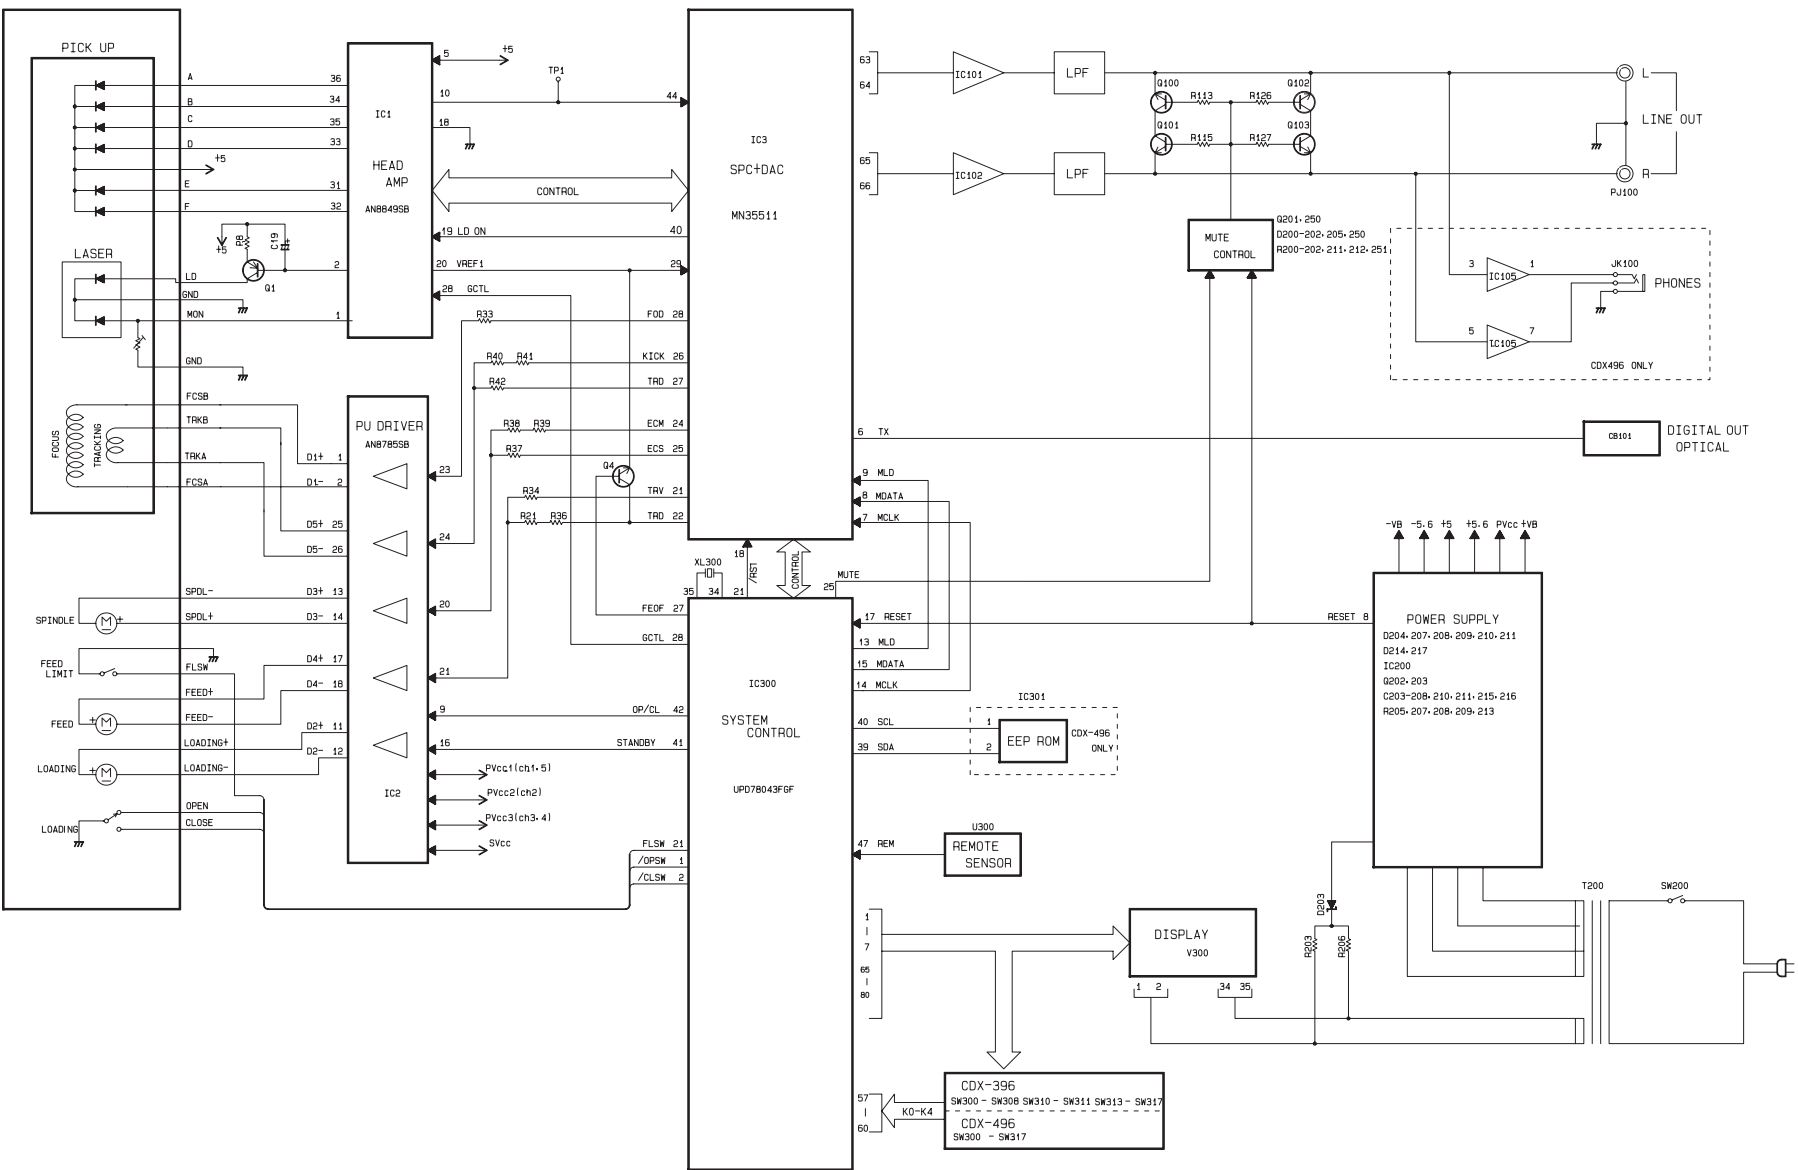 PICK UP
A
B
C
D
+5
E
F
36
34
35
33
31
32
+5
R8
C19
Q1
2
LASER
LD
GND
MON
1
GND
IC1
HEAD
AMP
AN8849SB
5
+5
10
TP1
44
18
CONTROL
19 LD ON
40
20 VREF1
29
28 GCTL
R33
FOD 28
R40
R41
KICK 26
R42
TRD 27
R38
R39
ECM 24
R37
ECS 25
Q4
R34
TRV 21
R21
R36
TRD 22
FOCUS
TRACKING
FCSB
TRKB
TRKA
FCSA
PU DRIVER
AN8785SB
D1+ 1
D1- 2
D5+ 25
D5- 26
D3+ 13
D3- 14
D4+ 17
D4- 18
D2+ 11
D2- 12
23
24
20
21
9
16
IC2
SPINDLE
M
+
SPDL-
SPDL+
FEED
LIMIT
FLSW
FEED
+
M
FEED+
FEED-
LOADING
+
M
LOADING+
LOADING-
LOADING
OPEN
CLOSE
PVcc1(ch1.5)
PVcc2(ch2)
PVcc3(ch3.4)
SVcc
IC3
SPC+DAC
MN35511
63
64
65
66
IC101
LPF
IC102
LPF
Q100
R113
R126
Q102
Q101
R115
R127
Q103
L
LINE OUT
R
PJ100
MUTE
CONTROL
Q201.250
D200-202.205.250
R200-202.211.212.251
3
IC105
1
JK100
PHONES
5
IC105
7
CDX496 ONLY
6 TX
CB101
DIGITAL OUT
OPTICAL
9 MLD
8 MDATA
7 MCLK
18
/RST
CONTROL
XL300
35
34
21
25
MUTE
FEOF 27
GCTL 28
17 RESET
13 MLD
15 MDATA
14 MCLK
IC300
SYSTEM
CONTROL
UPD78043FGF
OP/CL 42
STANDBY 41
40 SCL
39 SDA
IC301
1
2
EEP ROM
CDX-496
ONLY
FLSW 21
/OPSW 1
/CLSW 2
47 REM
U300
REMOTE
SENSOR
1
|
7
65
|
80
DISPLAY
V300
1 2
34 35
57
|
60
K0-K4
CDX-396
SW300 - SW308 SW310 - SW311 SW313 - SW317
CDX-496
SW300 - SW317
-VB -5.6 +5 +5.6 PVcc +VB
RESET 8
POWER SUPPLY
D204.207.208.209.210.211
D214.217
IC200
Q202.203
C203-208.210.211.215.216
R205.207.208.209.213
D203
R203
R206
T200
SW200